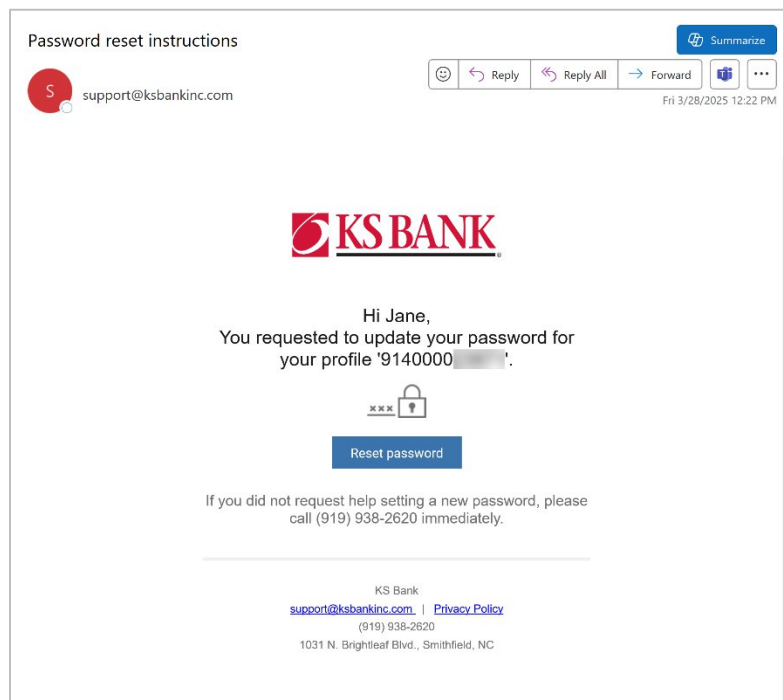 Password reset instructions
Summarize
S
support@ksbankinc.com
Reply
Reply All
Forward
Fri 3/28/2025 12:22 PM
KS BANK
Hi Jane,
You requested to update your password for
your profile '9140000 '.
xxx
Reset password
If you did not request help setting a new password, please
call (919) 938-2620 immediately.
KS Bank
support@ksbankinc.com | Privacy Policy
(919) 938-2620
1031 N. Brightleaf Blvd., Smithfield, NC